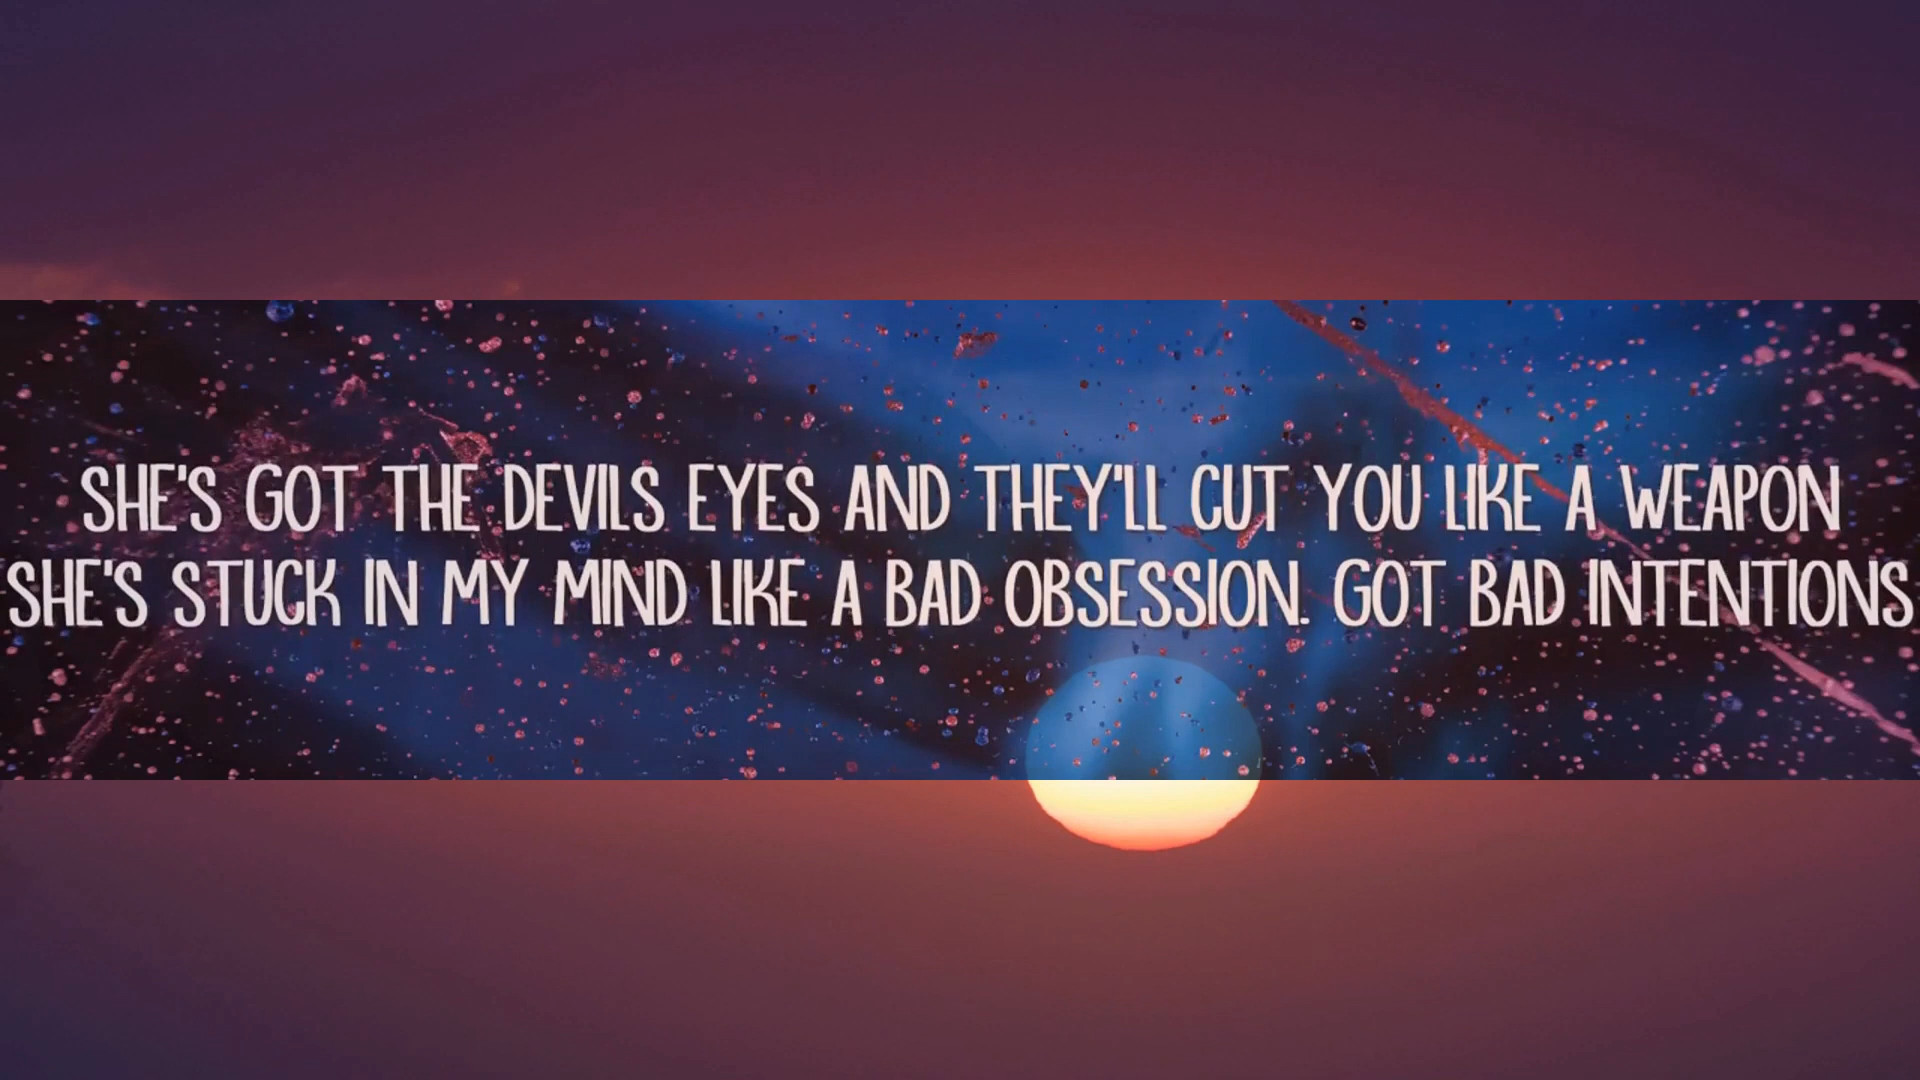 SHE'S GOT THE DEVILS EYES AND THEY'LL CUT YOU LIKE A WEAPON
SHE'S STUCK IN MY MIND LIKE A BAD OBSESSION. GOT BAD INTENTIONS